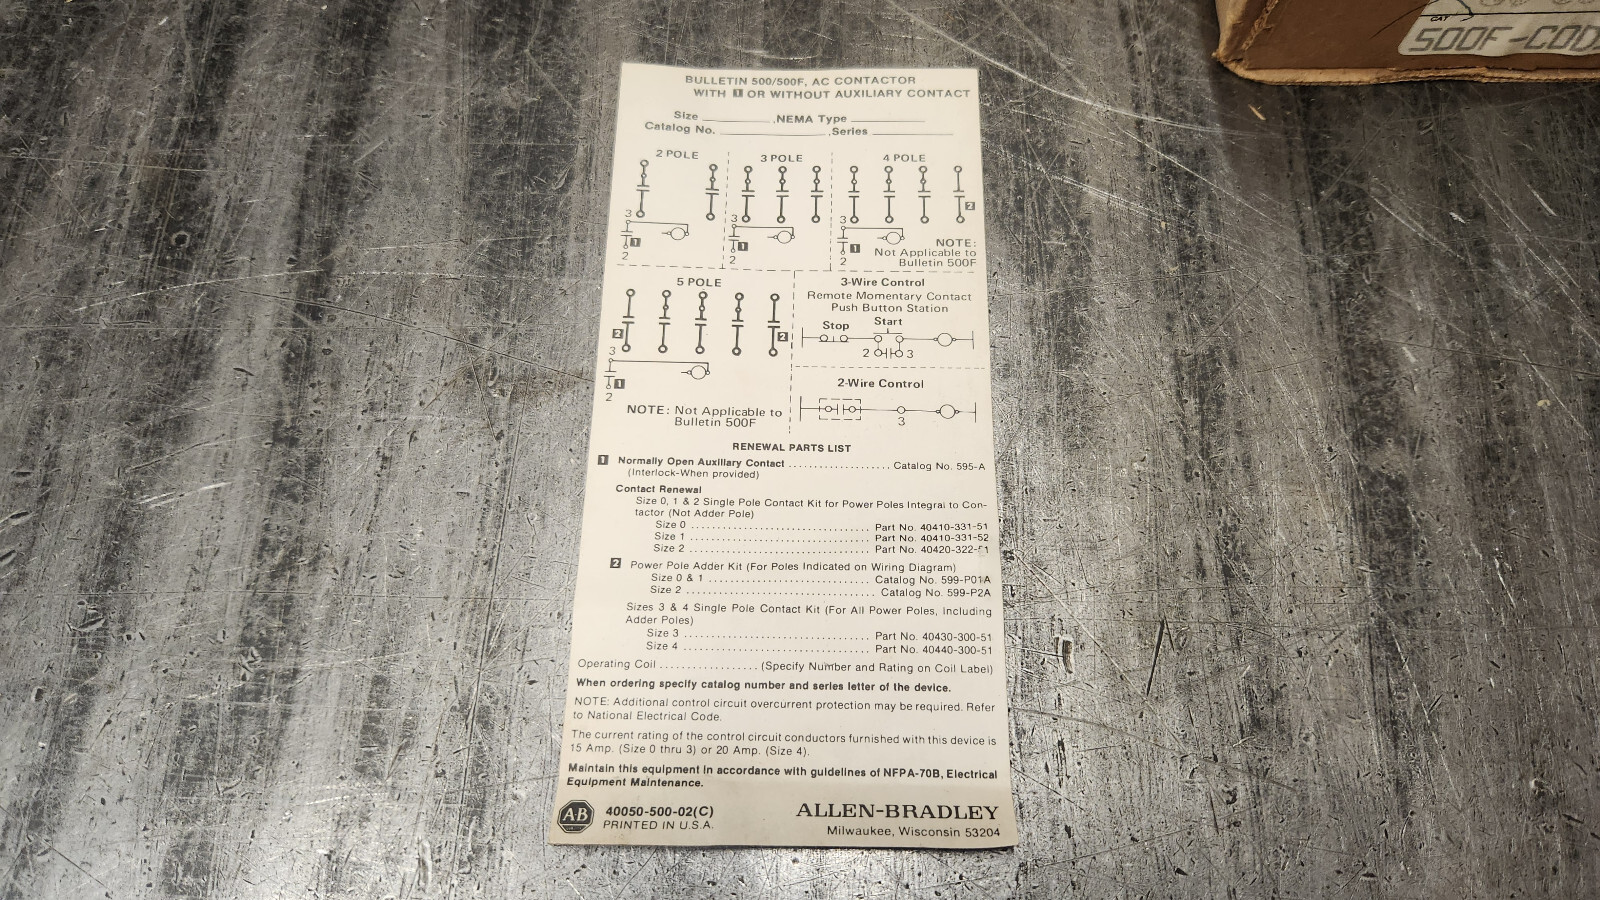 CAT
500F-COD
BULLETIN 500/500F, AC CONTACTOR
WITH 1 OR WITHOUT AUXILIARY CONTACT
Size ____________ ,NEMA Type ____________
Catalog No. ____________ ,Series ____________
2 POLE
3 POLE
4 POLE
2
3
3
3
1
1
1
2
2
2
NOTE:
Not Applicable to
Bulletin 500F
5 POLE
2
2
3
1
2
NOTE: Not Applicable to
Bulletin 500F
3-Wire Control
Remote Momentary Contact
Push Button Station
Stop
Start
2
3
2-Wire Control
3
RENEWAL PARTS LIST
1 Normally Open Auxiliary Contact .................... Catalog No. 595-A
(Interlock-When provided)
Contact Renewal
Size 0, 1 & 2 Single Pole Contact Kit for Power Poles Integral to Con-
tactor (Not Adder Pole)
Size 0 .................................... Part No. 40410-331-51
Size 1 .................................... Part No. 40410-331-52
Size 2 .................................... Part No. 40420-322-51
2 Power Pole Adder Kit (For Poles Indicated on Wiring Diagram)
Size 0 & 1 ................................ Catalog No. 599-P01A
Size 2 ...................................... Catalog No. 599-P2A
Sizes 3 & 4 Single Pole Contact Kit (For All Power Poles, Including
Adder Poles)
Size 3 ..................................... Part No. 40430-300-51
Size 4 ..................................... Part No. 40440-300-51
Operating Coil .................. (Specify Number and Rating on Coil Label)
When ordering specify catalog number and series letter of the device.
NOTE: Additional control circuit overcurrent protection may be required. Refer
to National Electrical Code.
The current rating of the control circuit conductors furnished with this device is
15 Amp. (Size 0 thru 3) or 20 Amp. (Size 4).
Maintain this equipment in accordance with guidelines of NFPA-70B, Electrical
Equipment Maintenance.
A-B
40050-500-02(C)
PRINTED IN U.S.A.
ALLEN-BRADLEY
Milwaukee, Wisconsin 53204